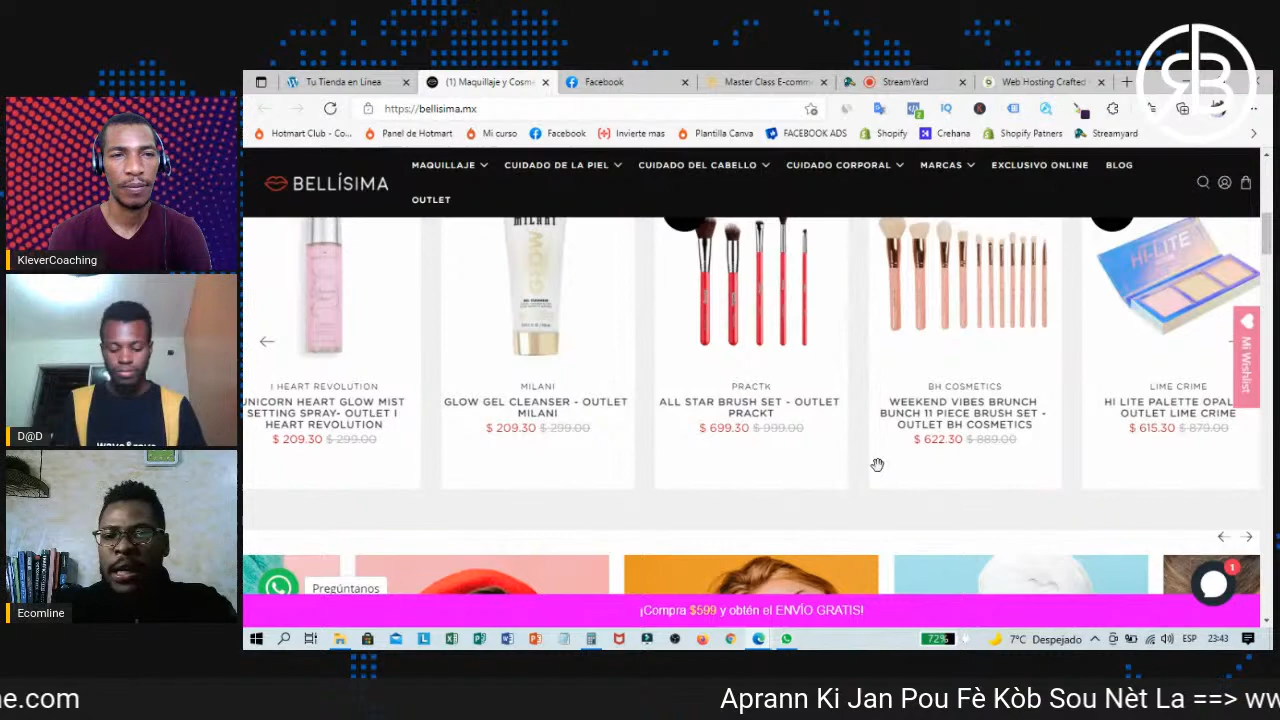 Tu Tienda en Línea
(1) Maquillaje y Cosm
Facebook
Master Class E-comm
StreamYard
Web Hosting Crafted
https://bellisima.mx
Hotmart Club - Co...
Panel de Hotmart
Mi curso
Facebook
Invierte mas
Plantilla Canva
FACEBOOK ADS
Shopify
Crehana
Shopify Patners
Streamyard
BELLÍSIMA
MAQUILLAJE
CUIDADO DE LA PIEL
CUIDADO DEL CABELLO
CUIDADO CORPORAL
MARCAS
EXCLUSIVO ONLINE
BLOG
OUTLET
KleverCoaching
D@D
Ecomline
MILANI
GLOW
HI-LITE
Mi Wishlist
I HEART REVOLUTION
UNICORN HEART GLOW MIST
SETTING SPRAY- OUTLET I
HEART REVOLUTION
$ 209.30 $ 299.00
MILANI
GLOW GEL CLEANSER - OUTLET
MILANI
$ 209.30 $ 299.00
PRACTK
ALL STAR BRUSH SET - OUTLET
PRACKT
$ 699.30 $ 999.00
BH COSMETICS
WEEKEND VIBES BRUNCH
BUNCH 11 PIECE BRUSH SET -
OUTLET BH COSMETICS
$ 622.30 $ 889.00
LIME CRIME
HI LITE PALETTE OPAL
OUTLET LIME CRIME
$ 615.30 $ 879.00
Pregúntanos
1
¡Compra $599 y obtén el ENVÍO GRATIS!
72%
7°C Despejado
ESP
23:43
ne.com
Aprann Ki Jan Pou Fè Kòb Sou Nèt La ==> ww